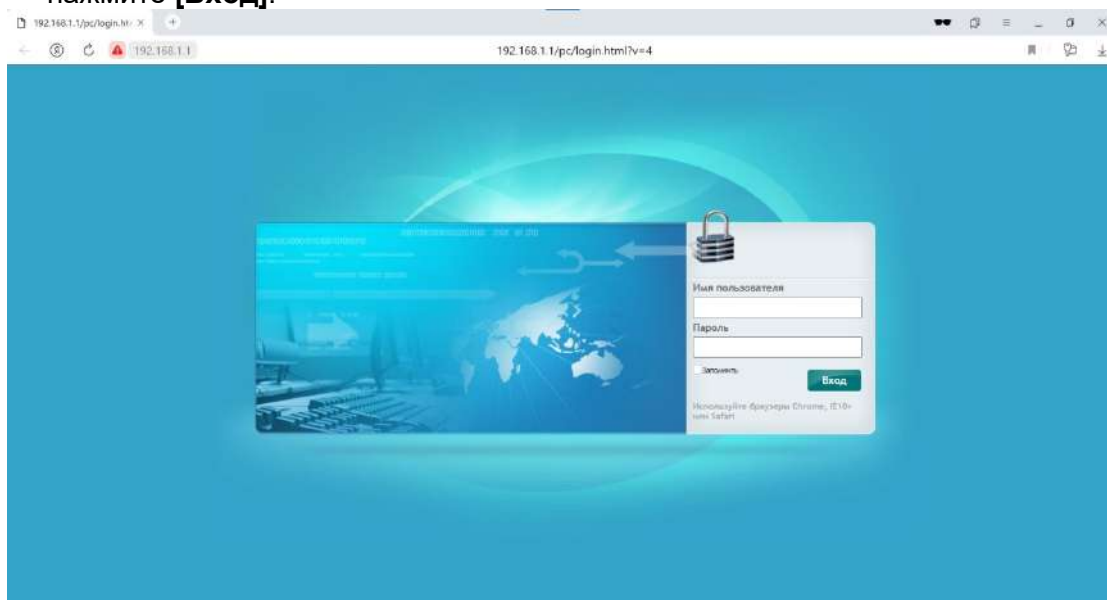 нажмите [Вход].
192.168.1.1/pc/login.ht
192.168.1.1
192.168.1.1/pc/login.html?v=4
Имя пользователя
Пароль
Запомнить
Вход
Используйте браузеры Chrome, IE10+
или Safari